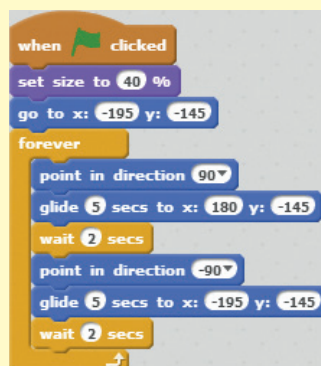 when clicked
set size to 40 %
go to x: -195 y: -145
forever
point in direction 90
glide 5 secs to x: 180 y: -145
wait 2 secs
point in direction -90
glide 5 secs to x: -195 y: -145
wait 2 secs